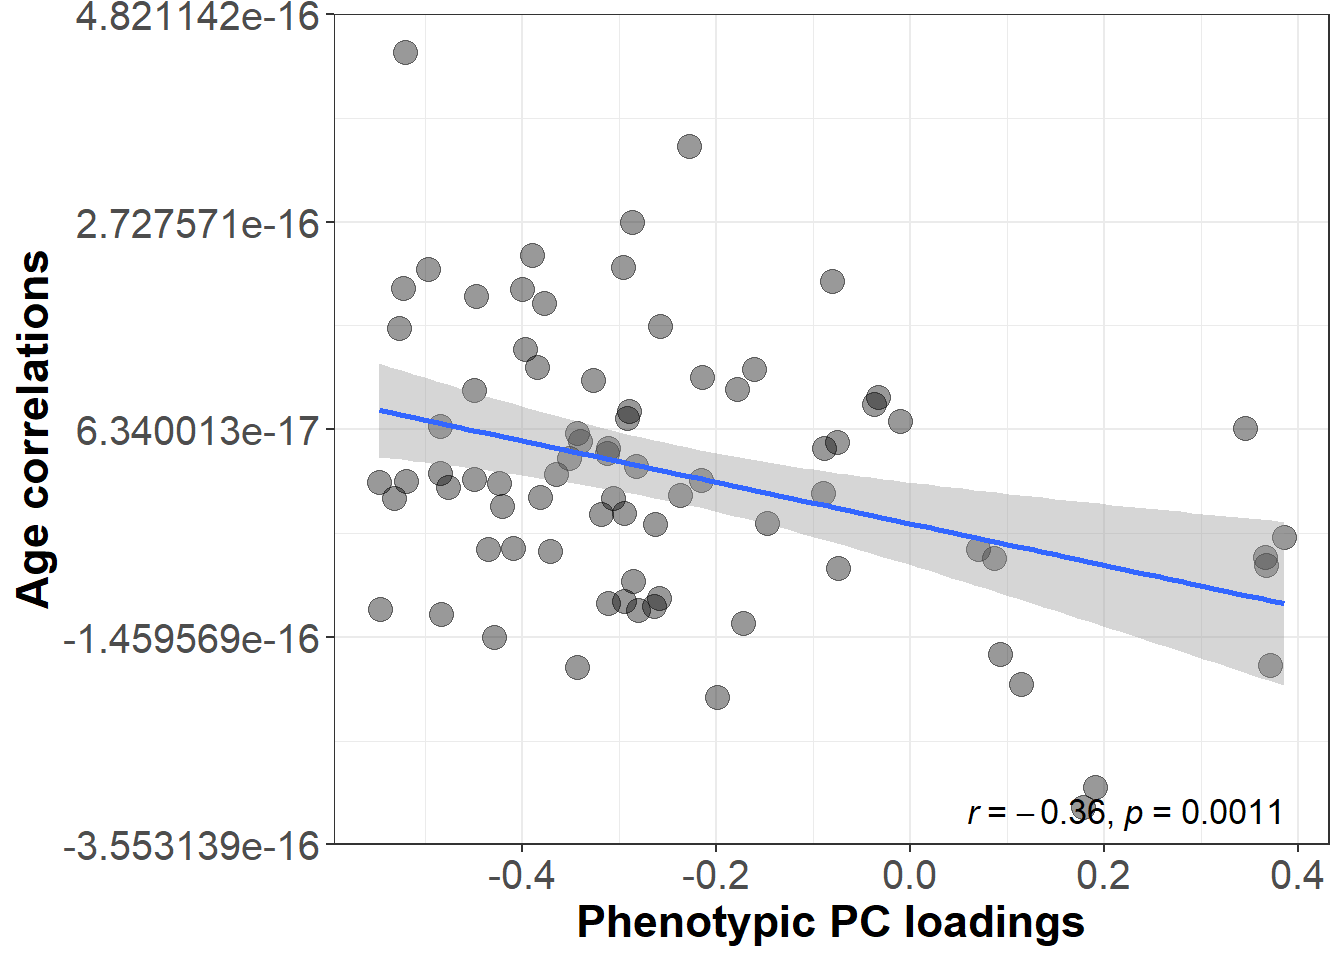 4.821142e-16
2.727571e-16
6.340013e-17
-1.459569e-16
-3.553139e-16
Age correlations
r = −0.36, p = 0.0011
-0.4 -0.2 0.0 0.2 0.4
Phenotypic PC loadings